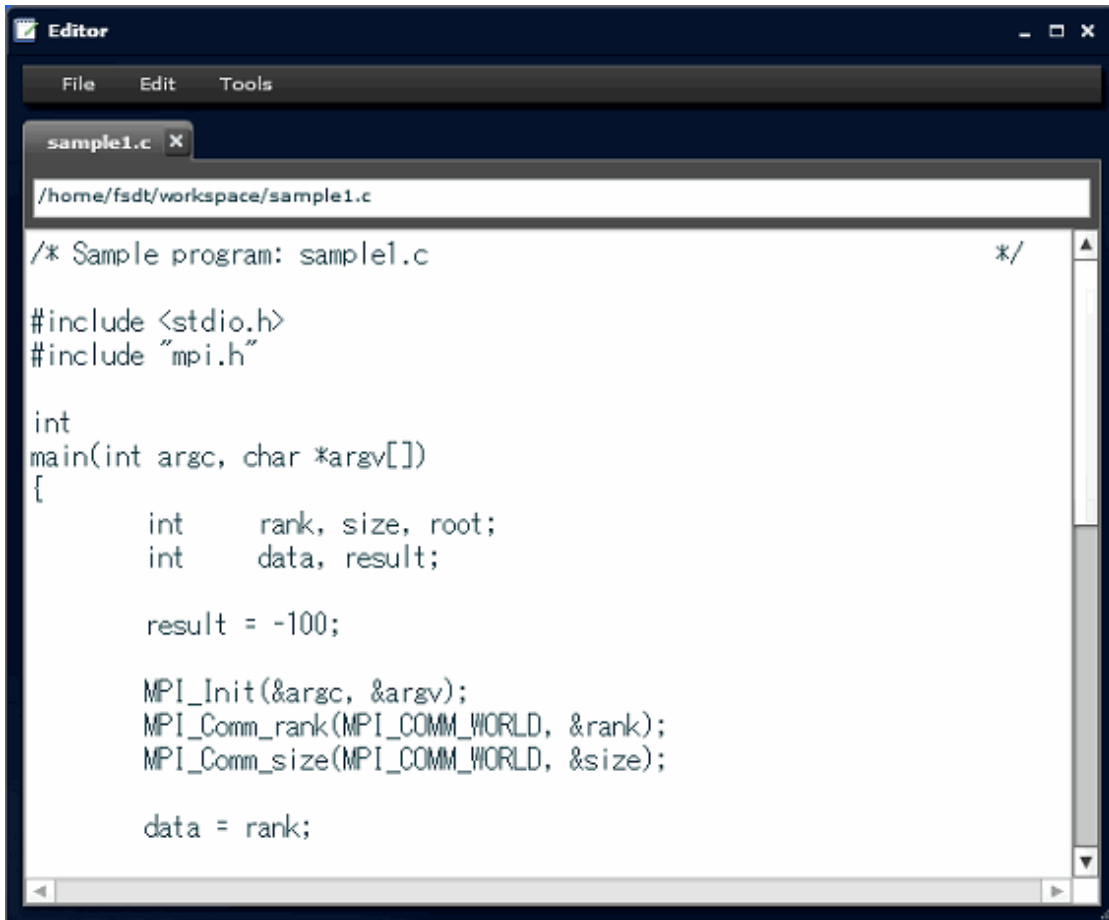 Editor
File Edit Tools
sample1.c
/home/fsdt/workspace/sample1.c
/* Sample program: sample1.c */
#include <stdio.h>
#include "mpi.h"
int
main(int argc, char *argv[])
{
int rank, size, root;
int data, result;
result = -100;
MPI_Init(&argc, &argv);
MPI_Comm_rank(MPI_COMM_WORLD, &rank);
MPI_Comm_size(MPI_COMM_WORLD, &size);
data = rank;